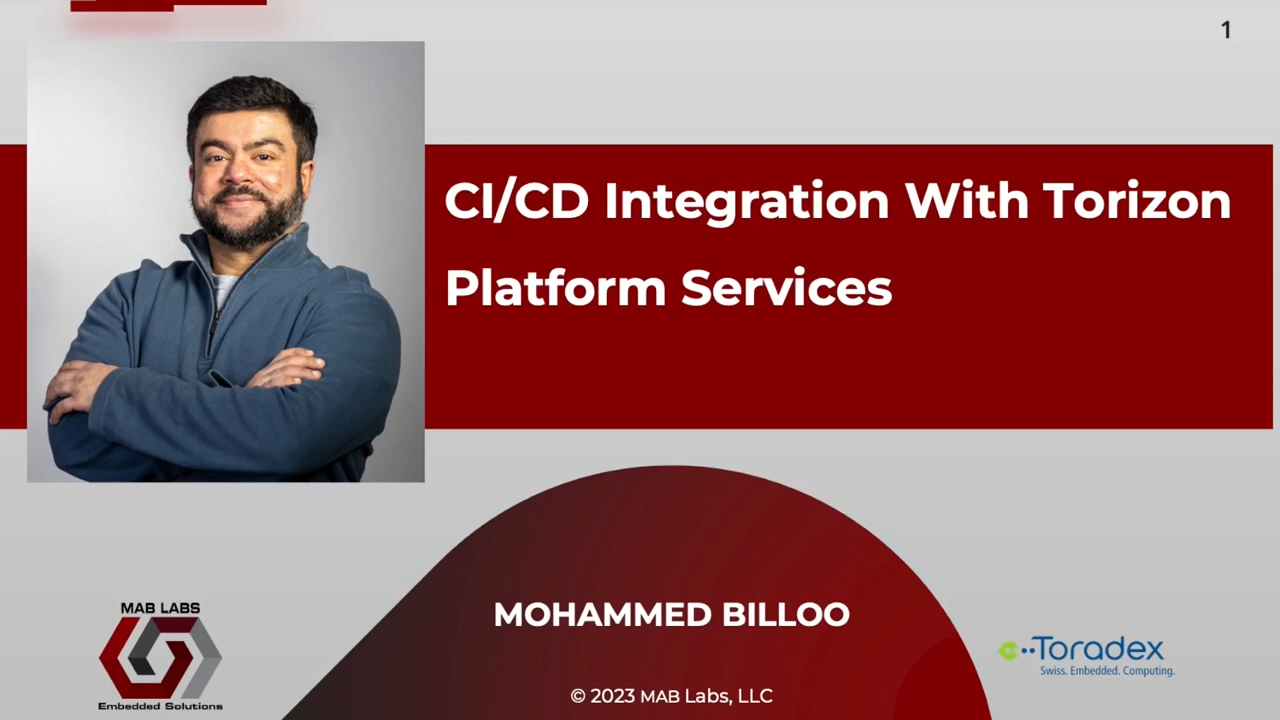 1
CI/CD Integration With Torizon
Platform Services
MOHAMMED BILLOO
MAB LABS
Embedded Solutions
Toradex
Swiss. Embedded. Computing.
© 2023 MAB Labs, LLC